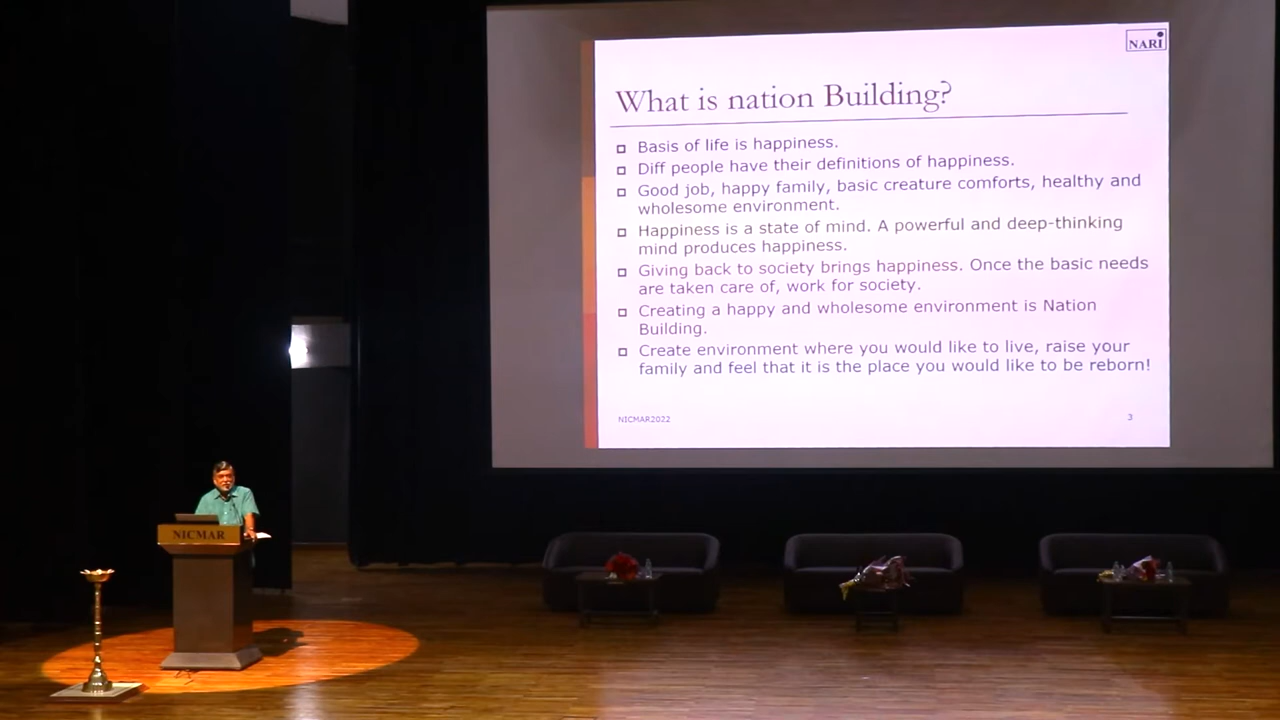 NARI
What is nation Building?
Basis of life is happiness.
Diff people have their definitions of happiness.
Good job, happy family, basic creature comforts, healthy and
wholesome environment.
Happiness is a state of mind. A powerful and deep-thinking
mind produces happiness.
Giving back to society brings happiness. Once the basic needs
are taken care of, work for society.
Creating a happy and wholesome environment is Nation
Building.
Create environment where you would like to live, raise your
family and feel that it is the place you would like to be reborn!
NICMAR2022
3
NICMAR